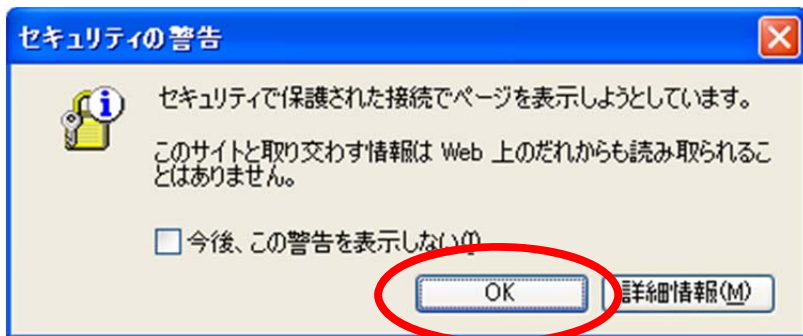 セキュリティの警告
セキュリティで保護された接続でページを表示しようとしています。
このサイトと取り交わす情報は Web 上のだれからも読み取られるこ
とはありません。
今後、この警告を表示しない(I)
OK 詳細情報(M)